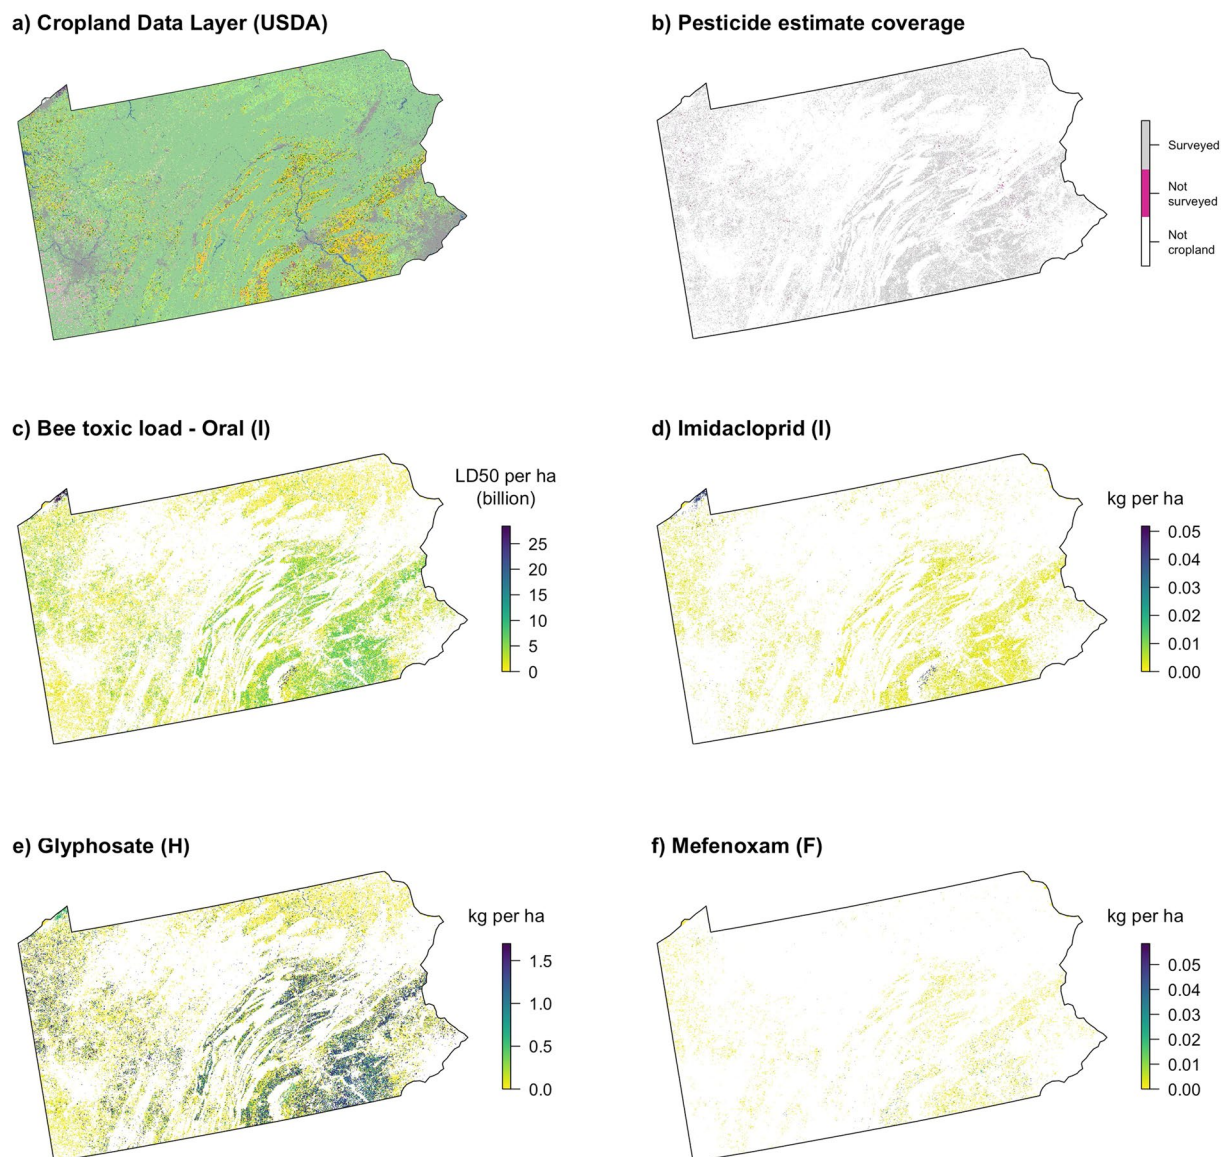 a) Cropland Data Layer (USDA)
b) Pesticide estimate coverage
Surveyed
Not
surveyed
Not
cropland
c) Bee toxic load - Oral (I)
LD50 per ha
(billion)
25
20
15
10
5
0
d) Imidacloprid (I)
kg per ha
0.05
0.04
0.03
0.02
0.01
0.00
e) Glyphosate (H)
kg per ha
1.5
1.0
0.5
0.0
f) Mefenoxam (F)
kg per ha
0.05
0.04
0.03
0.02
0.01
0.00